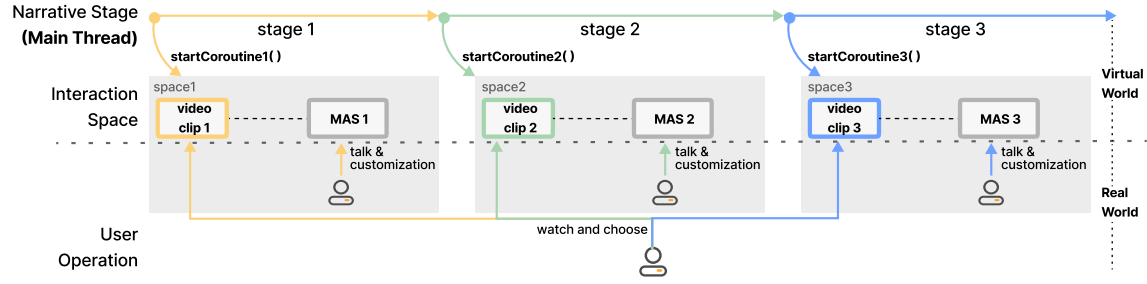 Narrative Stage
(Main Thread)
stage 1
stage 2
stage 3
startCoroutine1( )
startCoroutine2( )
startCoroutine3( )
Virtual
World
Interaction
Space
space1
video
clip 1
MAS 1
space2
video
clip 2
MAS 2
space3
video
clip 3
MAS 3
talk &
customization
talk &
customization
talk &
customization
Real
World
User
Operation
watch and choose